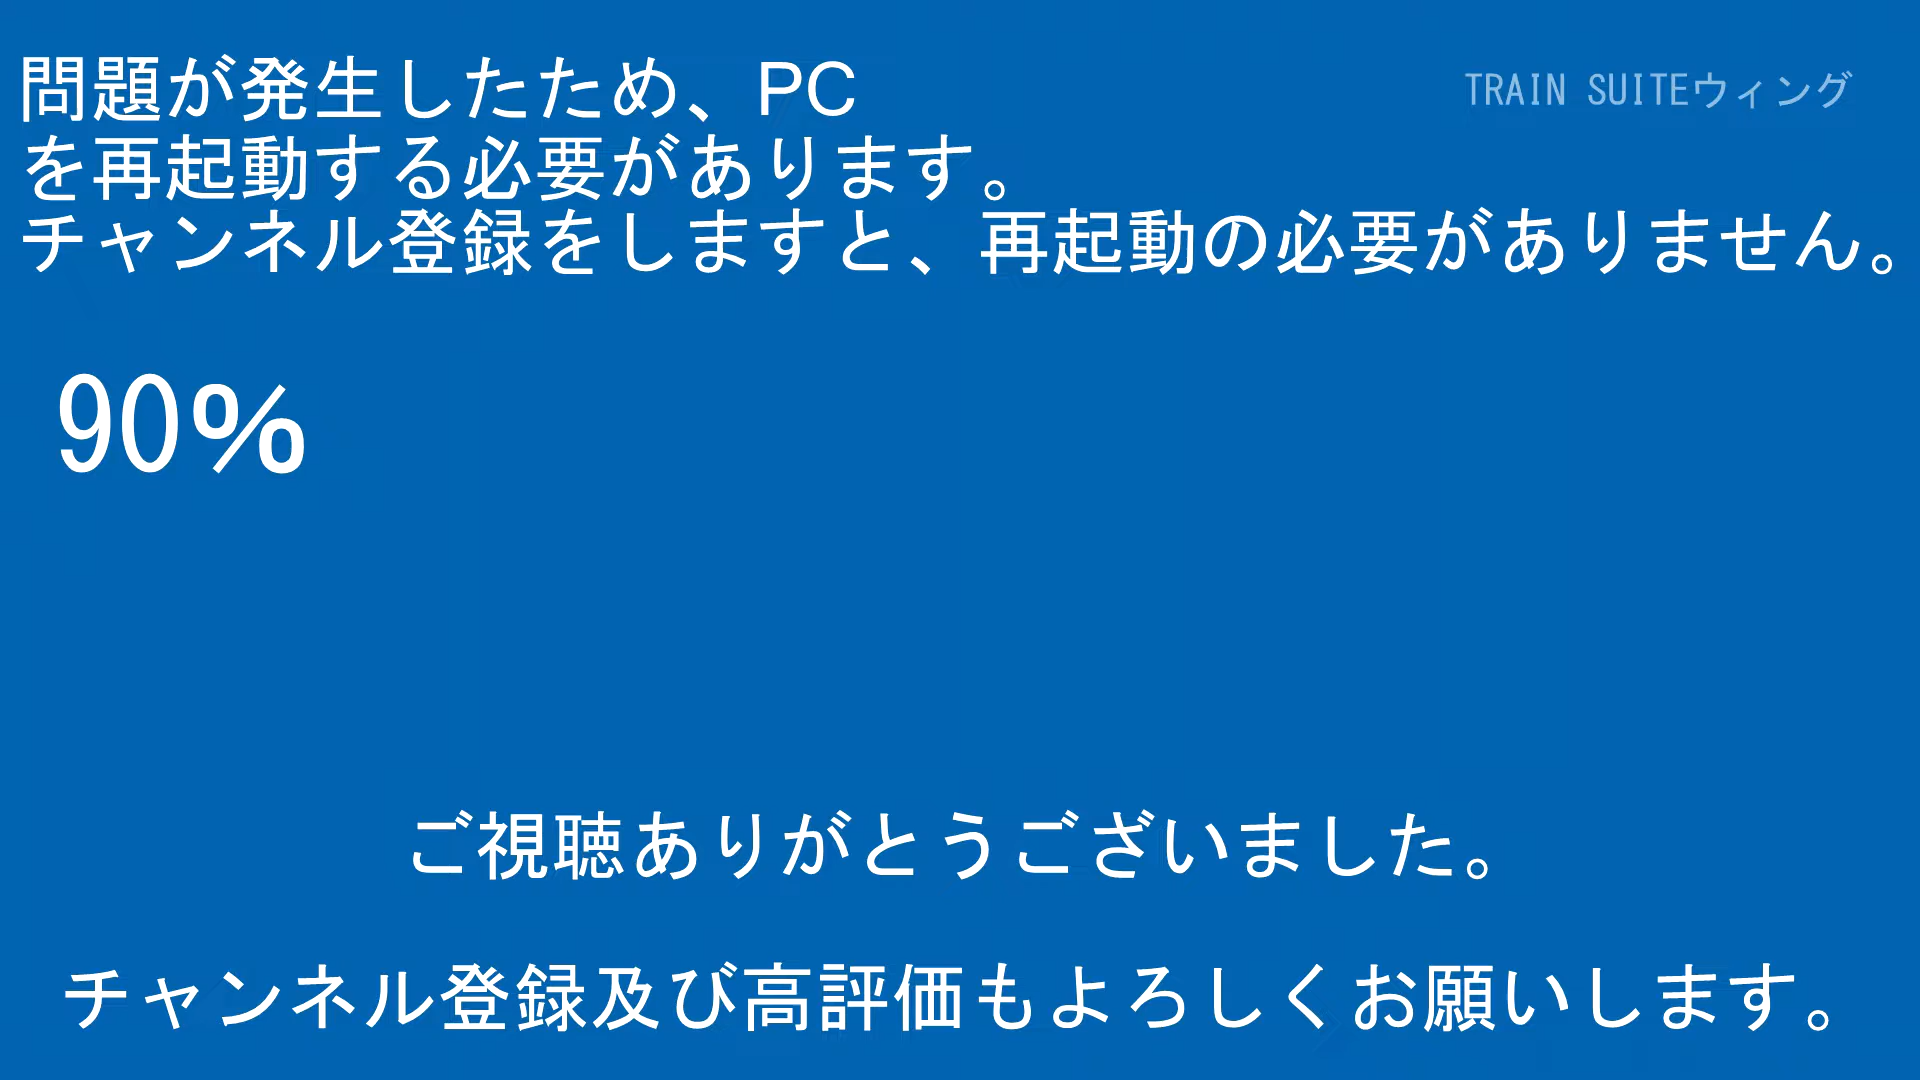 問題が発生したため、PC
TRAIN SUITEウィング
を再起動する必要があります。
チャンネル登録をしますと、再起動の必要がありません。
90%
ご視聴ありがとうございました。
チャンネル登録及び高評価もよろしくお願いします。